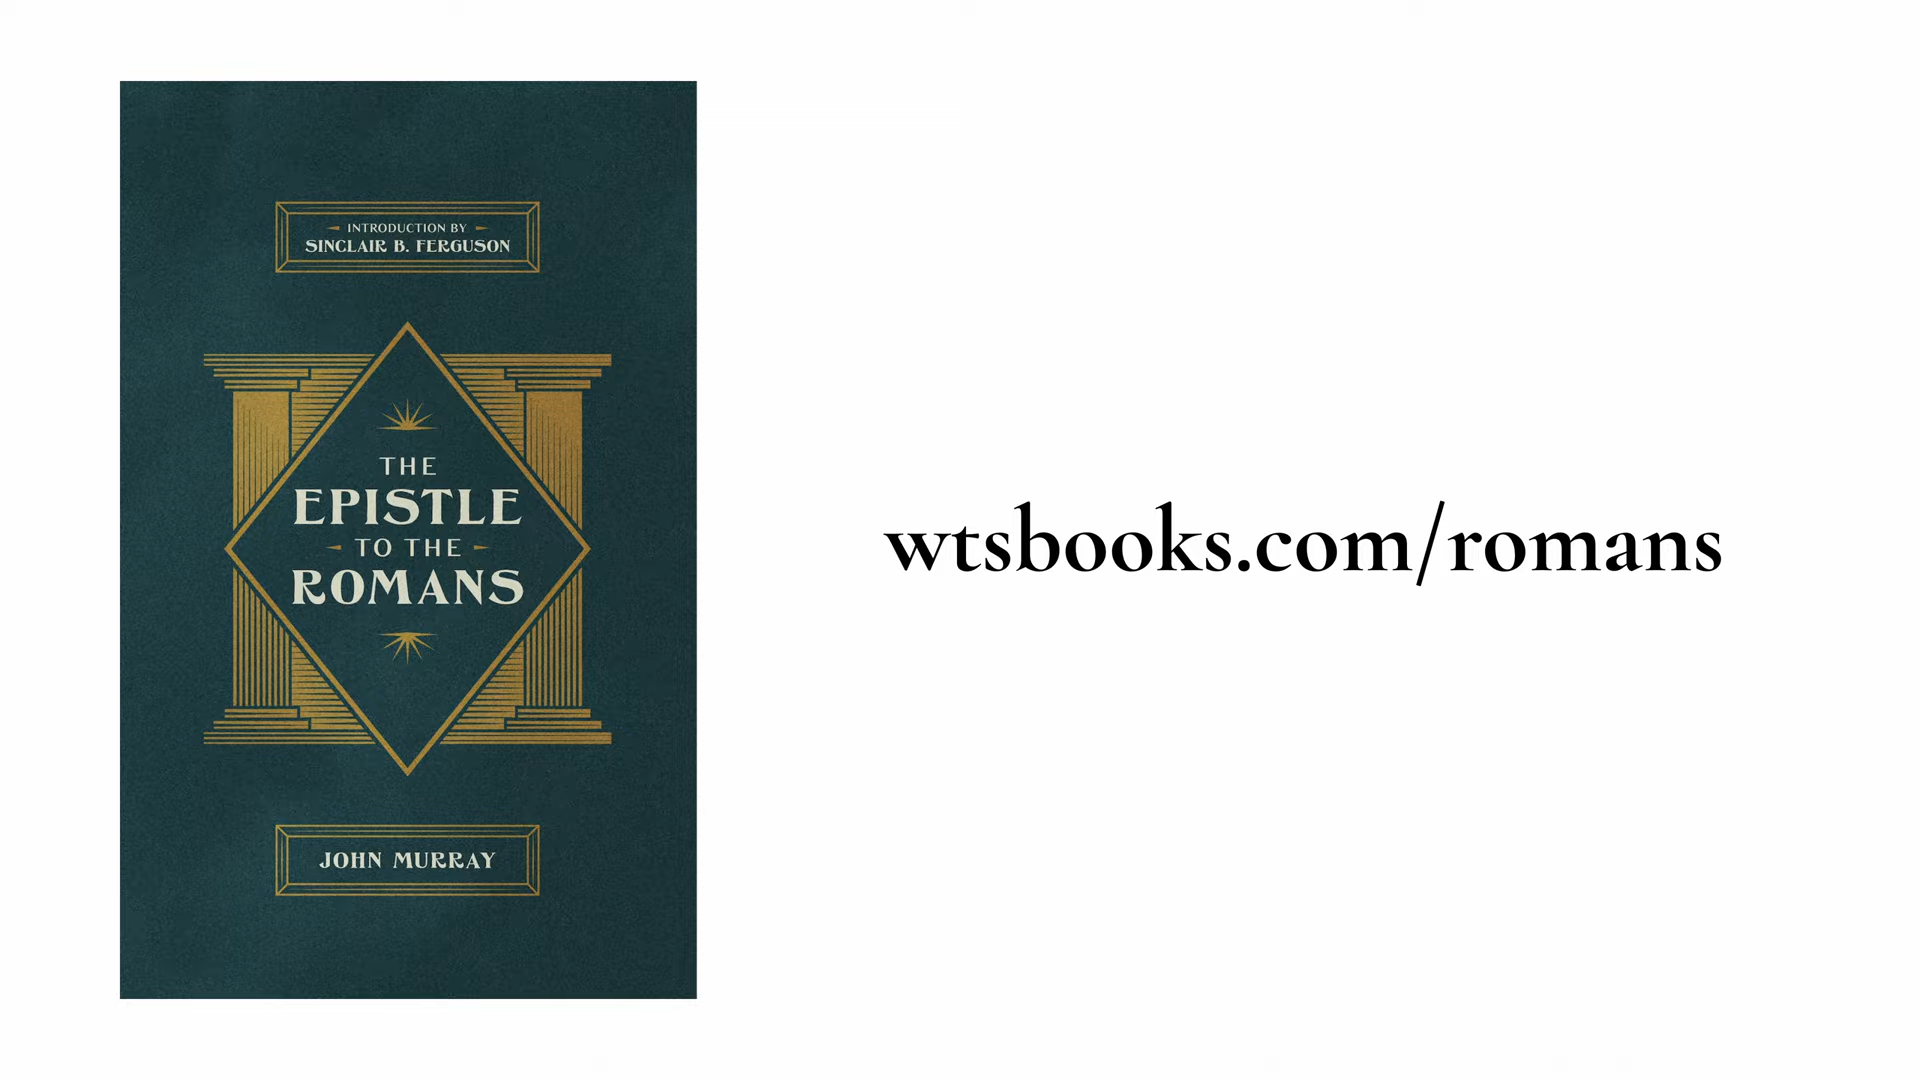 INTRODUCTION BY
SINCLAIR B. FERGUSON
THE
EPISTLE
TO THE
ROMANS
JOHN MURRAY
wtsbooks.com/romans